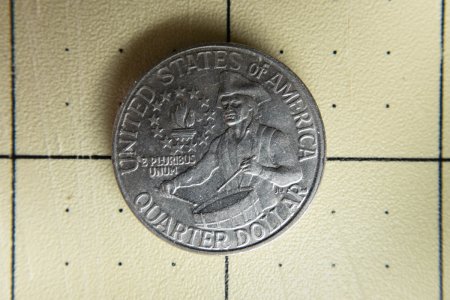 UNITED STATES OF AMERICA
E PLURIBUS
UNUM
QUARTER DOLLAR